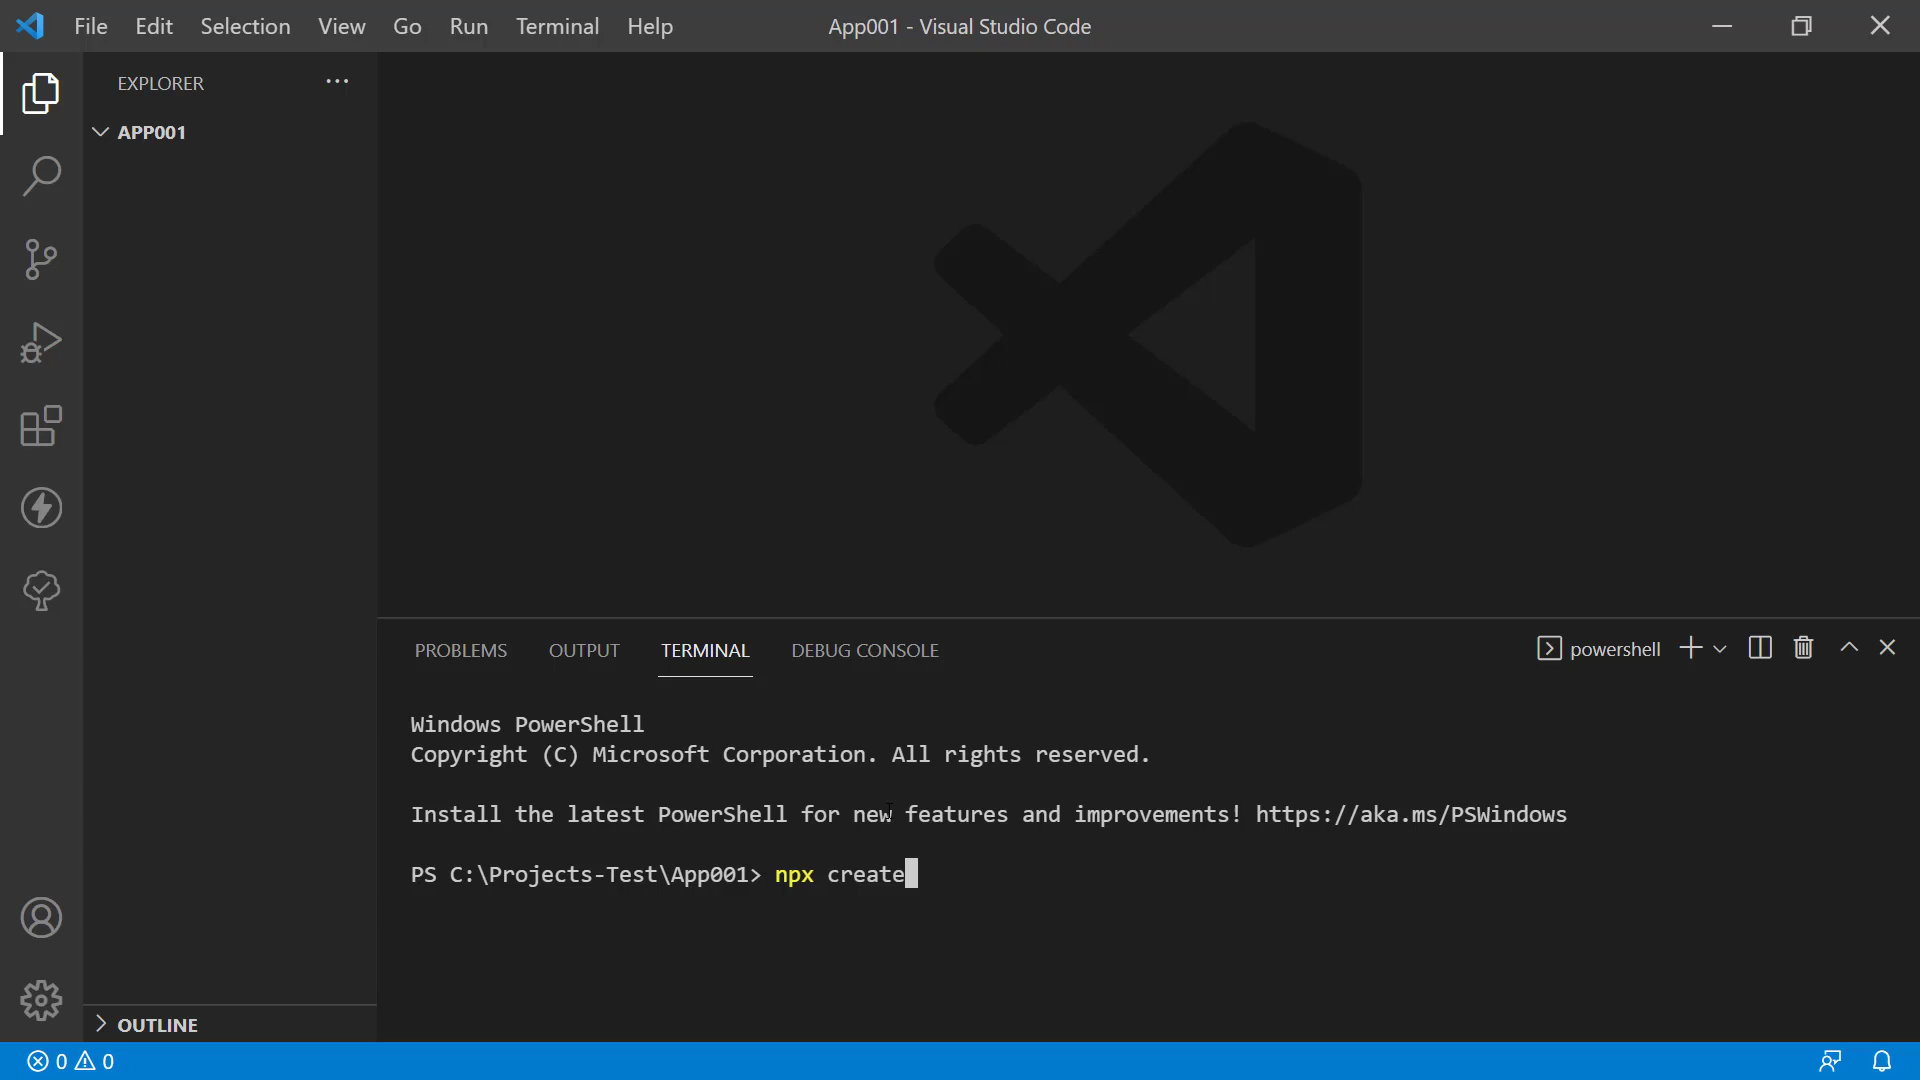 File Edit Selection View Go Run Terminal Help
App001 - Visual Studio Code
EXPLORER
APP001
OUTLINE
PROBLEMS OUTPUT TERMINAL DEBUG CONSOLE
powershell
Windows PowerShell
Copyright (C) Microsoft Corporation. All rights reserved.
Install the latest PowerShell for new features and improvements! https://aka.ms/PSWindows
PS C:\Projects-Test\App001> npx create
0 0